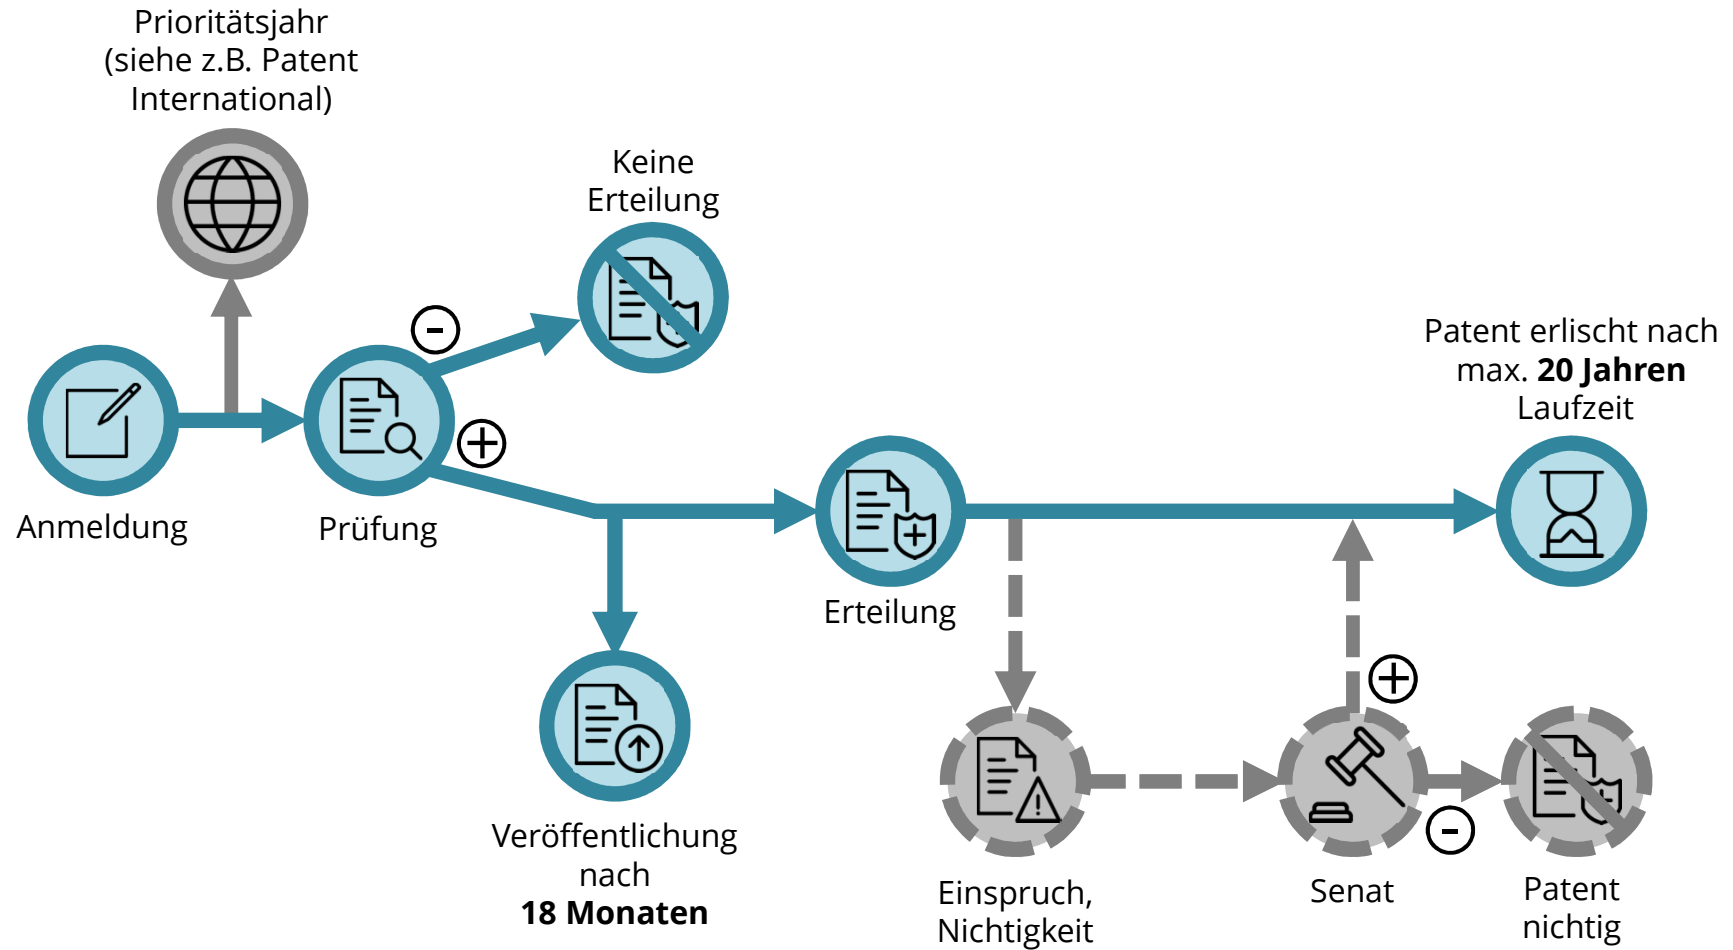 Prioritätsjahr
(siehe z.B. Patent
International)
Keine
Erteilung
-
+
Anmeldung
Prüfung
Erteilung
Patent erlischt nach
max. 20 Jahren
Laufzeit
Veröffentlichung
nach
18 Monaten
+
-
Einspruch,
Nichtigkeit
Senat
Patent
nichtig